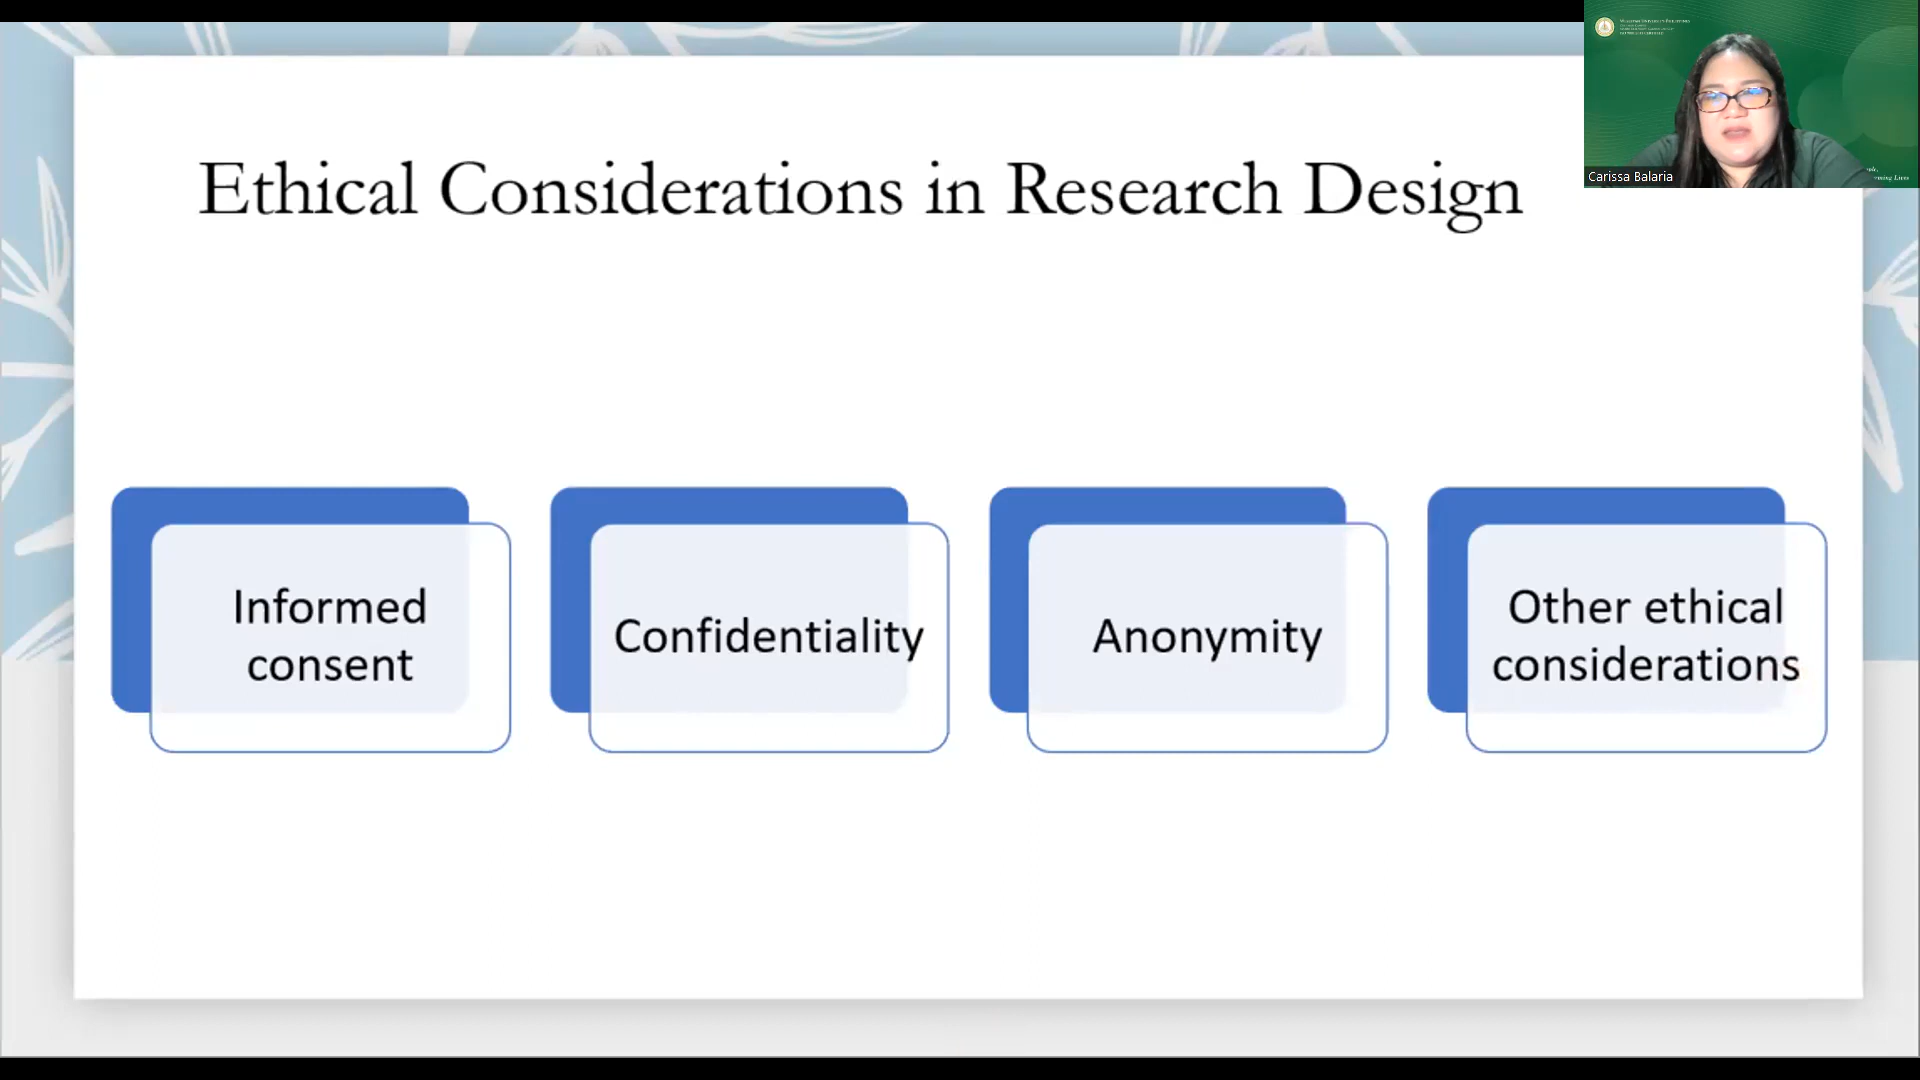 Ethical Considerations in Research Design
Informed
consent
Confidentiality
Anonymity
Other ethical
considerations
Carissa Balaria